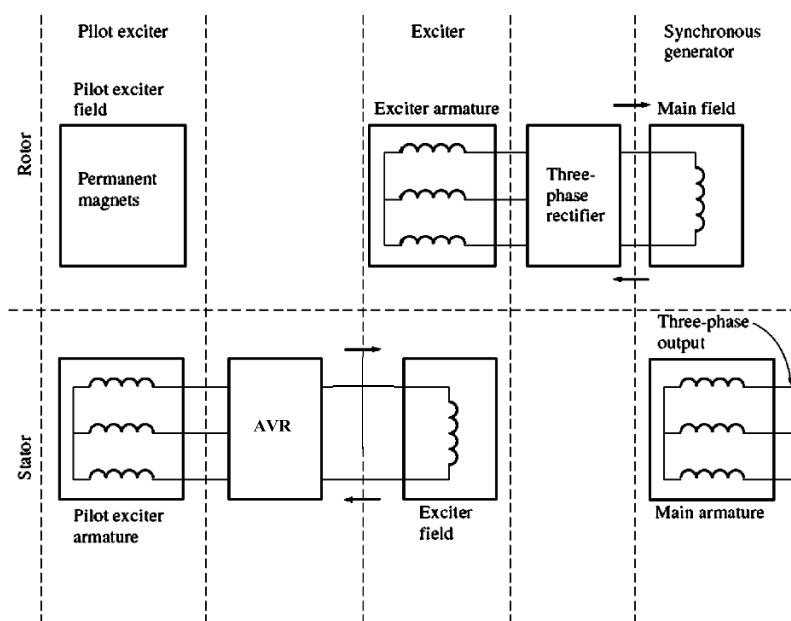 Pilot exciter
Exciter
Synchronous
generator
Rotor
Pilot exciter
field
Permanent
magnets
Exciter armature
Three-
phase
rectifier
Main field
Stator
Pilot exciter
armature
AVR
Exciter
field
Three-phase
output
Main armature